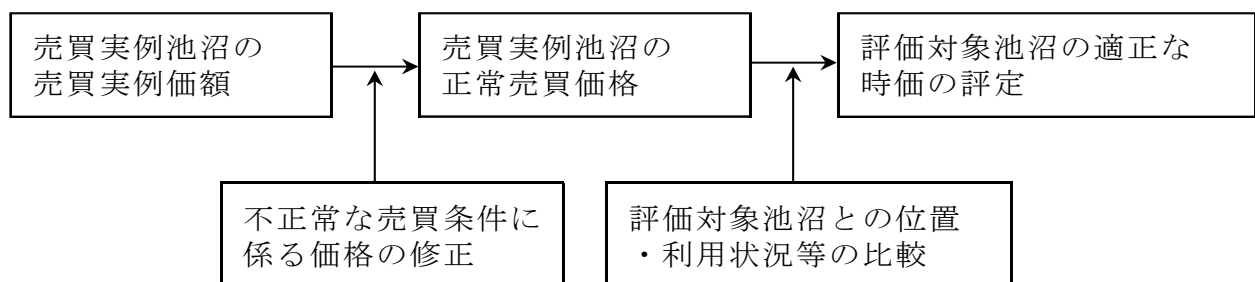 売買実例池沼の
売買実例価額
売買実例池沼の
正常売買価格
評価対象池沼の適正な
時価の評定
不正常な売買条件に
係る価格の修正
評価対象池沼との位置
・利用状況等の比較